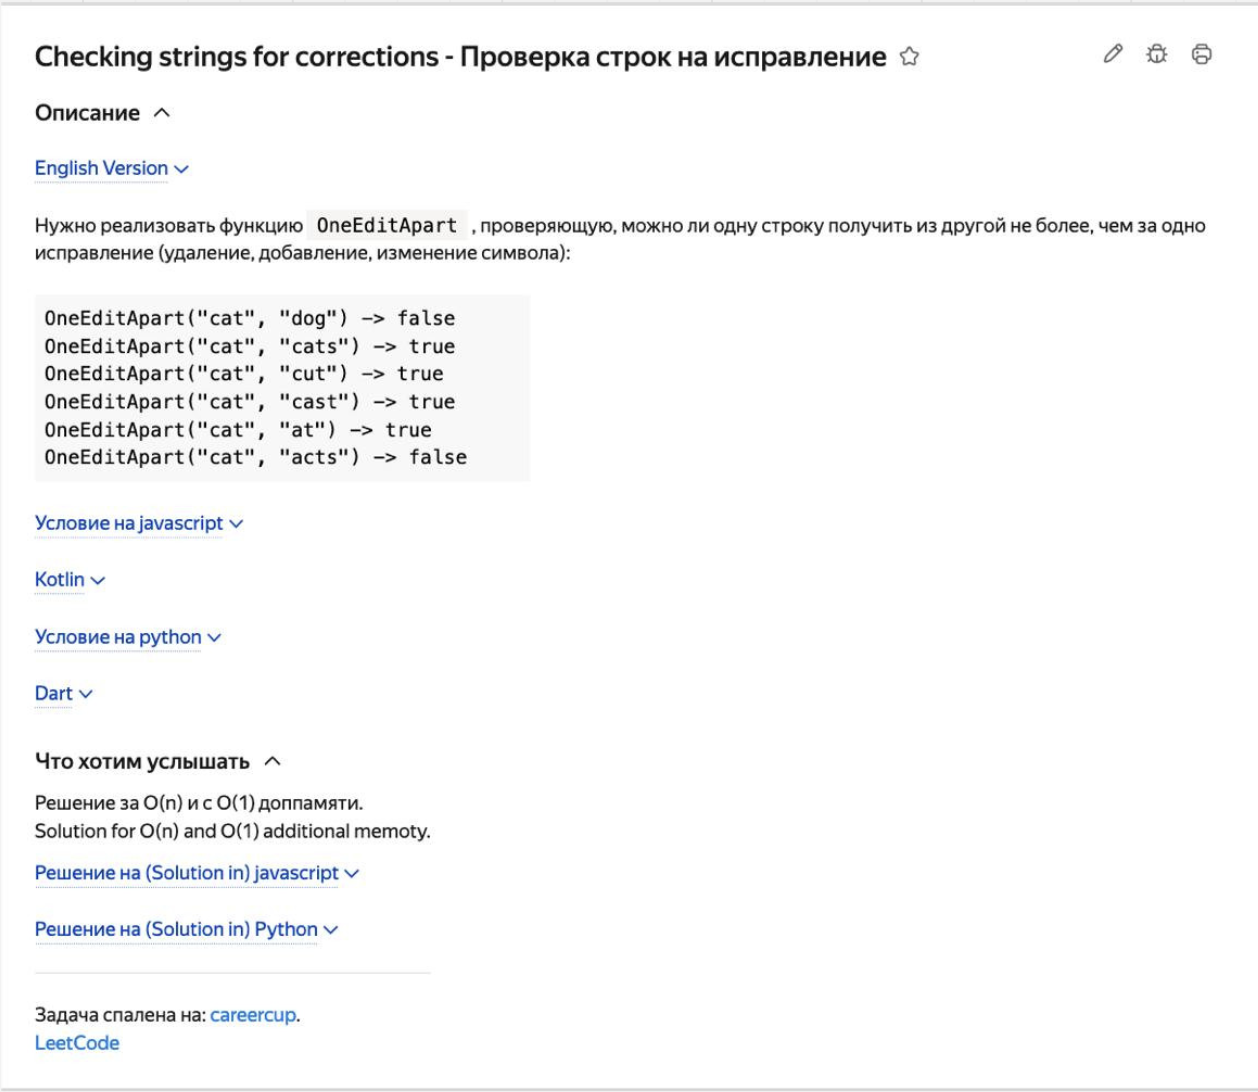 Checking strings for corrections - Проверка строк на исправление
Описание
English Version
Нужно реализовать функцию OneEditApart , проверяющую, можно ли одну строку получить из другой не более, чем за одно
исправление (удаление, добавление, изменение символа):
OneEditApart("cat", "dog") -> false
OneEditApart("cat", "cats") -> true
OneEditApart("cat", "cut") -> true
OneEditApart("cat", "cast") -> true
OneEditApart("cat", "at") -> true
OneEditApart("cat", "acts") -> false
Условие на javascript
Kotlin
Условие на python
Dart
Что хотим услышать
Решение за O(n) и с O(1) доппамяти.
Solution for O(n) and O(1) additional memoty.
Решение на (Solution in) javascript
Решение на (Solution in) Python
Задача спалена на: careercup.
LeetCode